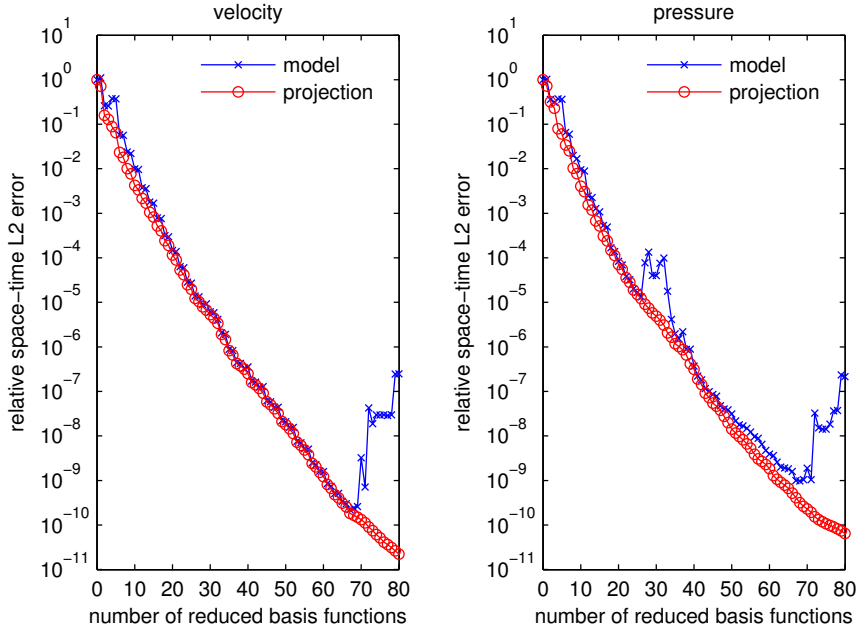 velocity
10^1
10^0
10^−1
10^−2
10^−3
10^−4
10^−5
10^−6
10^−7
10^−8
10^−9
10^−10
10^−11
relative space−time L2 error
model
projection
0 10 20 30 40 50 60 70 80
number of reduced basis functions
pressure
10^1
10^0
10^−1
10^−2
10^−3
10^−4
10^−5
10^−6
10^−7
10^−8
10^−9
10^−10
10^−11
relative space−time L2 error
model
projection
0 10 20 30 40 50 60 70 80
number of reduced basis functions